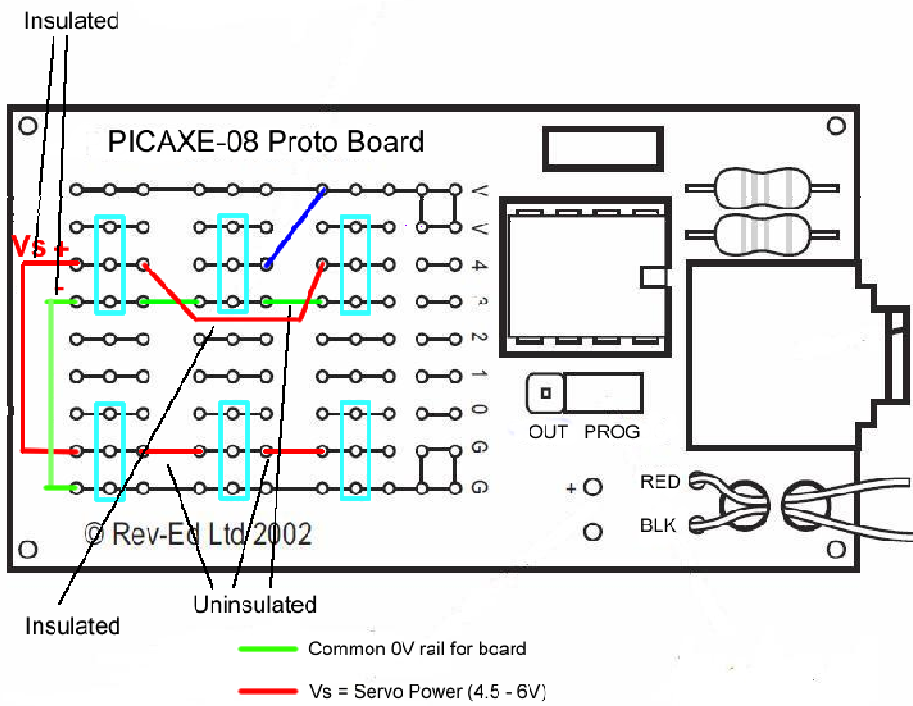 Insulated
PICAXE-08 Proto Board
V
V
Vs +
4
-
3
2
1
0
OUT PROG
G
G
+
RED
BLK
© Rev-Ed Ltd 2002
Uninsulated
Insulated
Common 0V rail for board
Vs = Servo Power (4.5 - 6V)